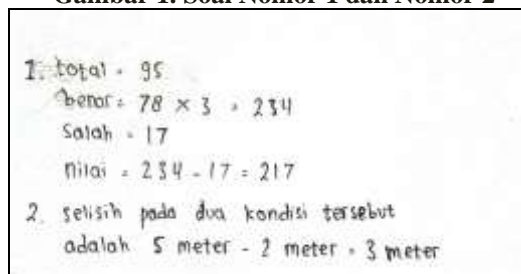 Gambar 1. Soal Nomor 1 dan Nomor 2
1. total = 95
benar = 78 × 3 = 234
Salah = 17
Nilai = 234 - 17 = 217
2. selisih pada dua kondisi tersebut
adalah 5 meter - 2 meter = 3 meter